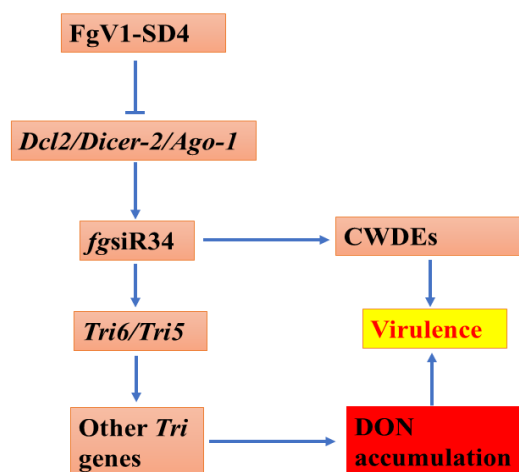 FgV1-SD4
Dcl2/Dicer-2/Ago-1
fgsiR34
CWDEs
Tri6/Tri5
Virulence
Other Tri
genes
DON
accumulation